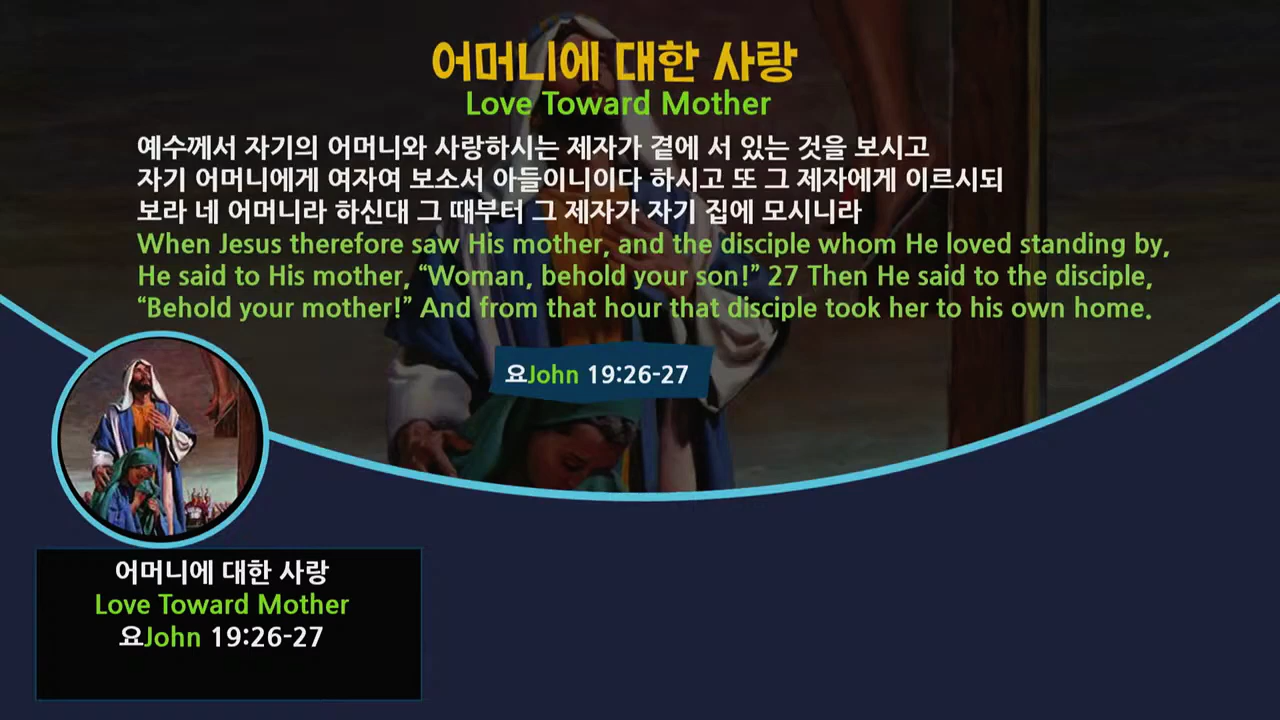 어머니에 대한 사랑
Love Toward Mother
예수께서 자기의 어머니와 사랑하시는 제자가 곁에 서 있는 것을 보시고
자기 어머니에게 여자여 보소서 아들이니이다 하시고 또 그 제자에게 이르시되
보라 네 어머니라 하신대 그 때부터 그 제자가 자기 집에 모시니라
When Jesus therefore saw His mother, and the disciple whom He loved standing by,
He said to His mother, “Woman, behold your son!” 27 Then He said to the disciple,
“Behold your mother!” And from that hour that disciple took her to his own home.
요John 19:26-27
어머니에 대한 사랑
Love Toward Mother
요John 19:26-27